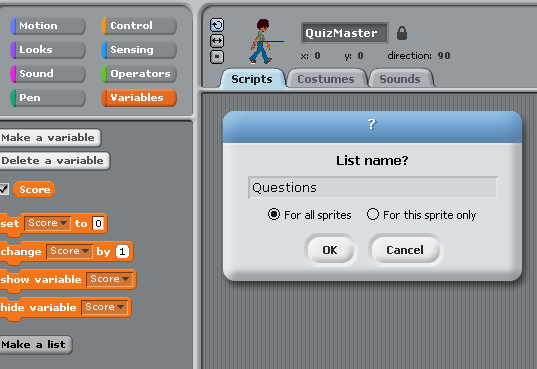 Motion Control
Looks Sensing
Sound Operators
Pen Variables
Make a variable
Delete a variable
Score
set Score to 0
change Score by 1
show variable Score
hide variable Score
Make a list
QuizMaster
x: 0 y: 0 direction: 90
Scripts Costumes Sounds
?
List name?
Questions
For all sprites For this sprite only
OK Cancel